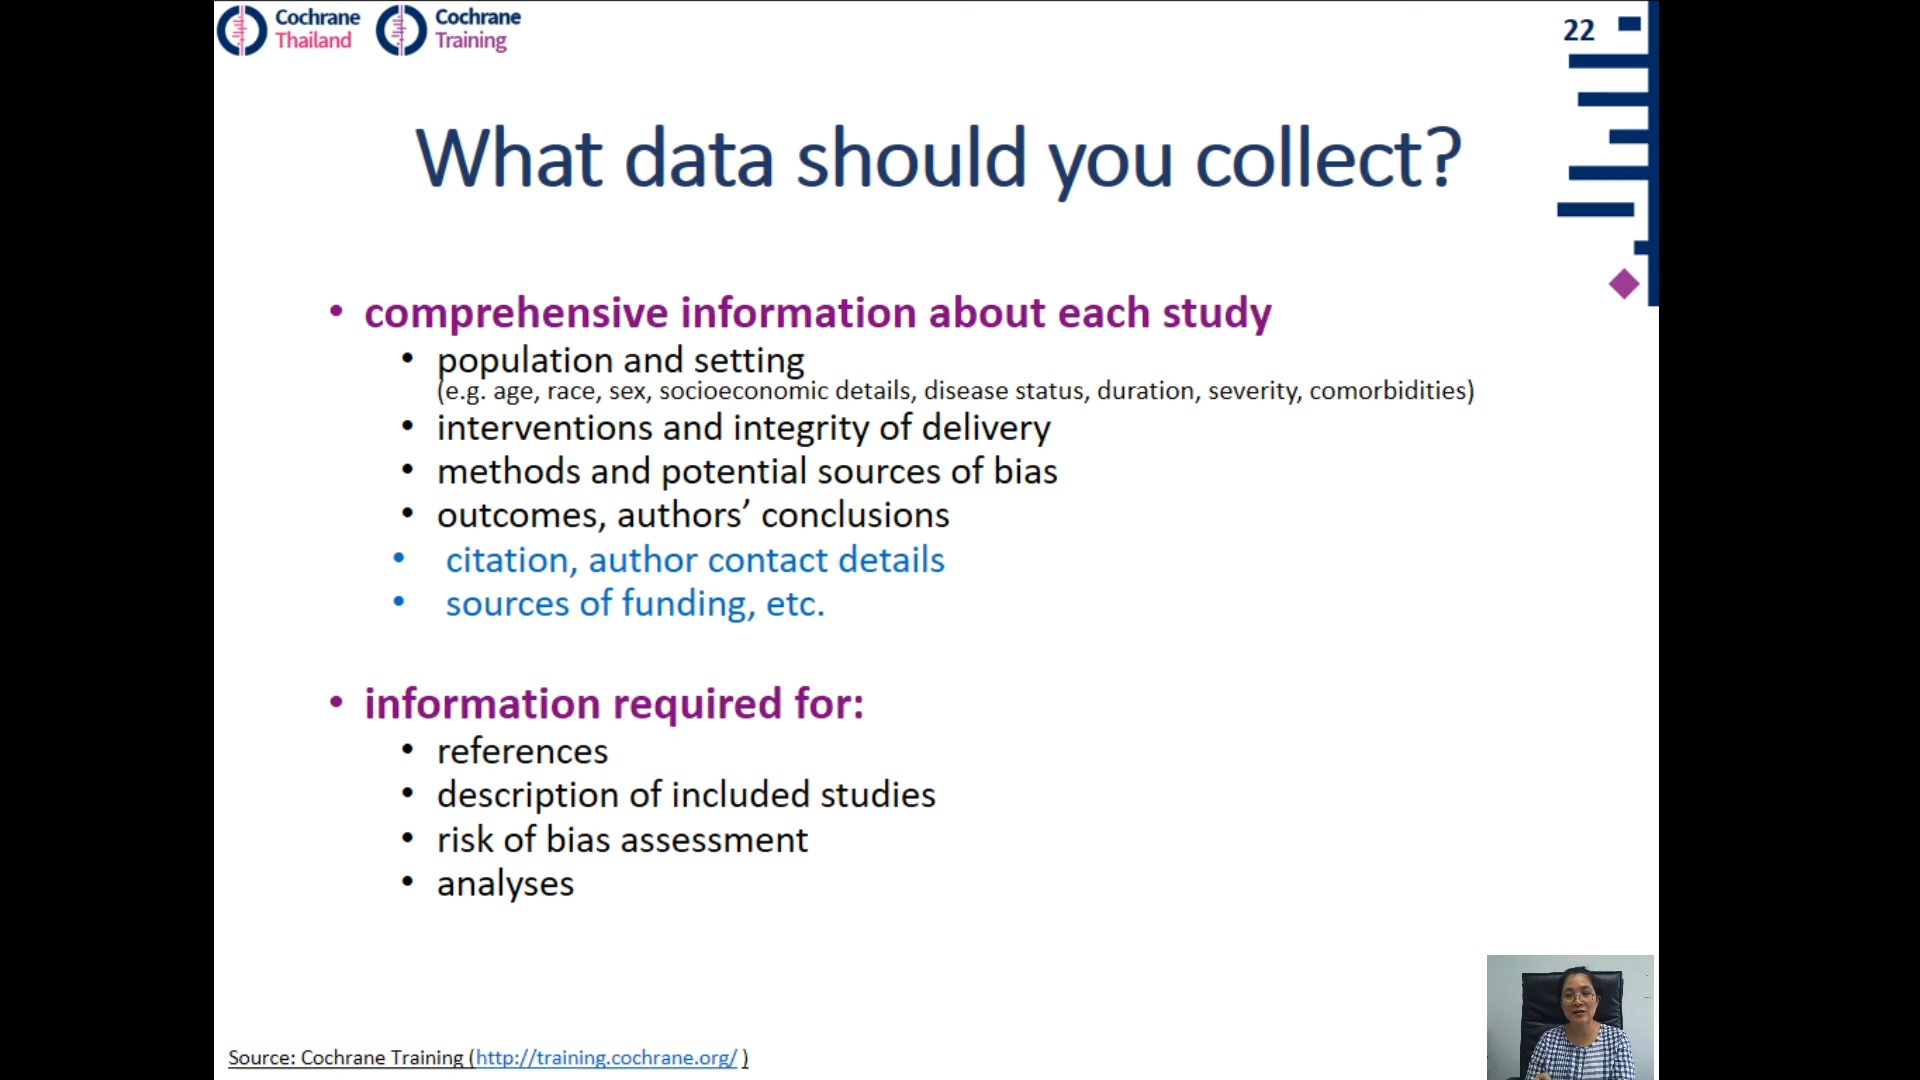 Cochrane
Thailand
Cochrane
Training
22
What data should you collect?
• comprehensive information about each study
• population and setting
(e.g. age, race, sex, socioeconomic details, disease status, duration, severity, comorbidities)
• interventions and integrity of delivery
• methods and potential sources of bias
• outcomes, authors’ conclusions
• citation, author contact details
• sources of funding, etc.
• information required for:
• references
• description of included studies
• risk of bias assessment
• analyses
Source: Cochrane Training (http://training.cochrane.org/ )